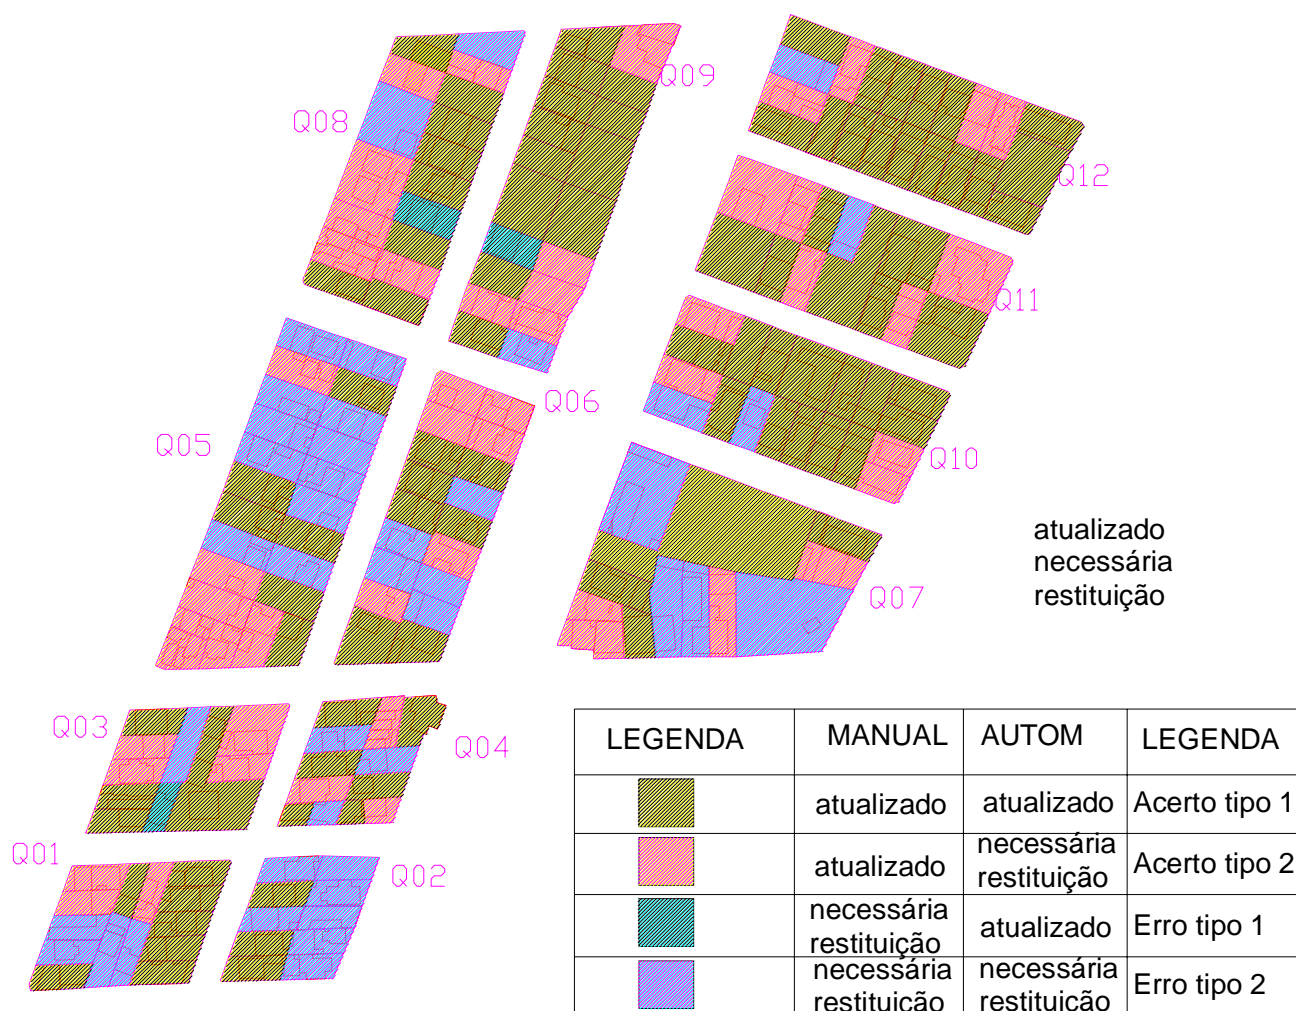 Q09
Q08
Q12
Q11
Q06
Q05
Q10
atualizado
necessária
restituição
Q07
Q03
Q04
Q01
Q02
LEGENDA MANUAL AUTOM LEGENDA
atualizado atualizado Acerto tipo 1
atualizado necessária restituição Acerto tipo 2
necessária restituição atualizado Erro tipo 1
necessária restituição necessária restituição Erro tipo 2